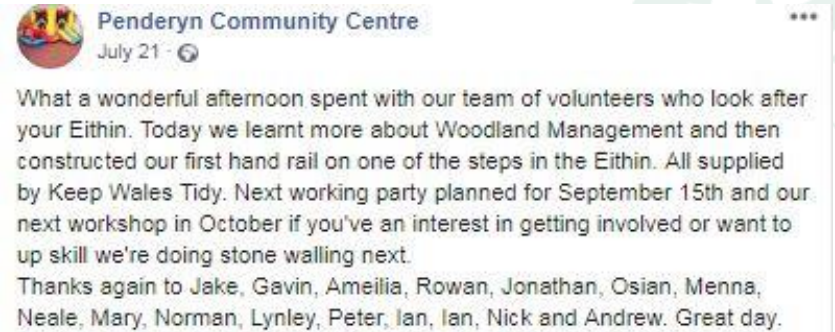 Penderyn Community Centre
July 21 ·
What a wonderful afternoon spent with our team of volunteers who look after
your Eithin. Today we learnt more about Woodland Management and then
constructed our first hand rail on one of the steps in the Eithin. All supplied
by Keep Wales Tidy. Next working party planned for September 15th and our
next workshop in October if you've an interest in getting involved or want to
up skill we're doing stone walling next.
Thanks again to Jake, Gavin, Ameilia, Rowan, Jonathan, Osian, Menna,
Neale, Mary, Norman, Lynley, Peter, Ian, Ian, Nick and Andrew. Great day.